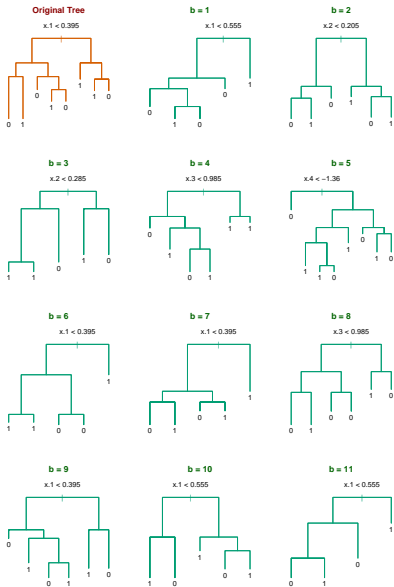 Original Tree
x.1 < 0.395
1
0
1 0
1 0
0 1
b = 1
x.1 < 0.555
1
0
0
1 0
b = 2
x.2 < 0.205
1
0 0
0 1
b = 3
x.2 < 0.285
1 0
0
1 1
b = 4
x.3 < 0.985
0 1 1
1
0 1
b = 5
x.4 < −1.36
0
0
1
1 0
1
1 0
b = 6
x.1 < 0.395
1
1 1 0 0
b = 7
x.1 < 0.395
1
0 1
0 1
b = 8
x.3 < 0.985
1 0
0 0
0 1
b = 9
x.1 < 0.395
0
1
1 0
0 1
b = 10
x.1 < 0.555
1
0 1
1 0
b = 11
x.1 < 0.555
1
0
0 1